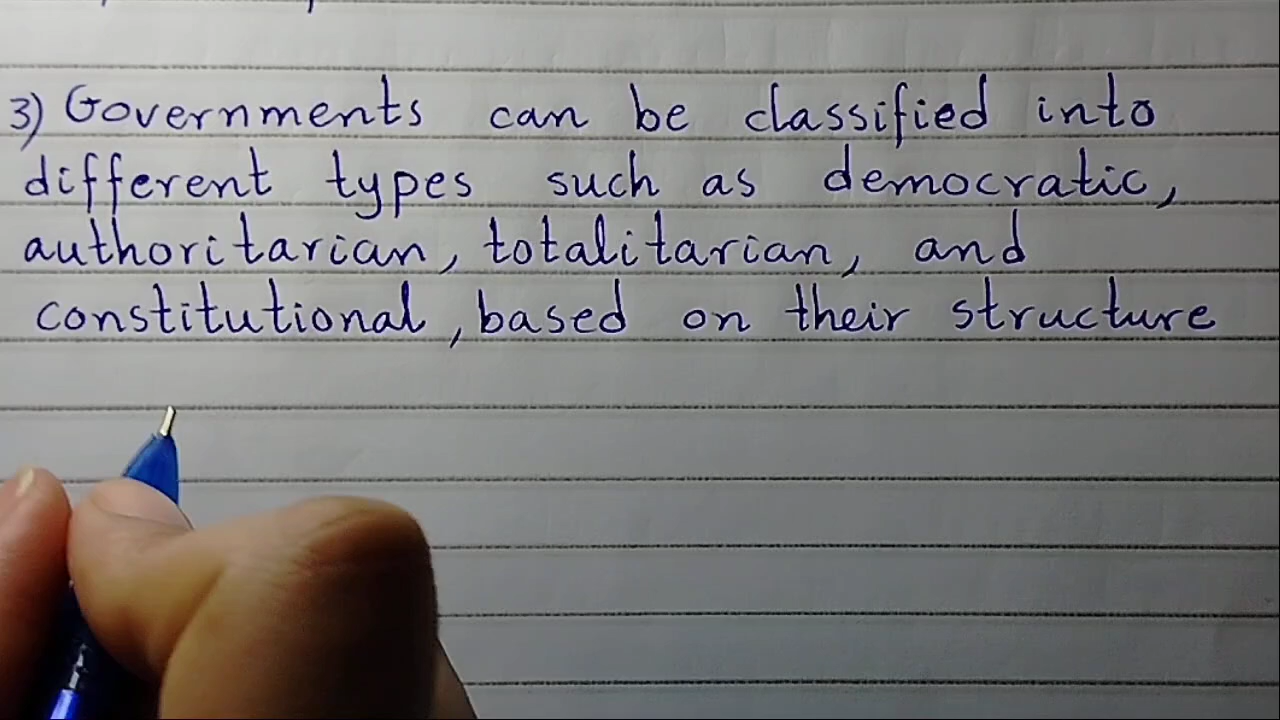 3) Governments can be classified into
different types such as democratic,
authoritarian, totalitarian, and
constitutional, based on their structure